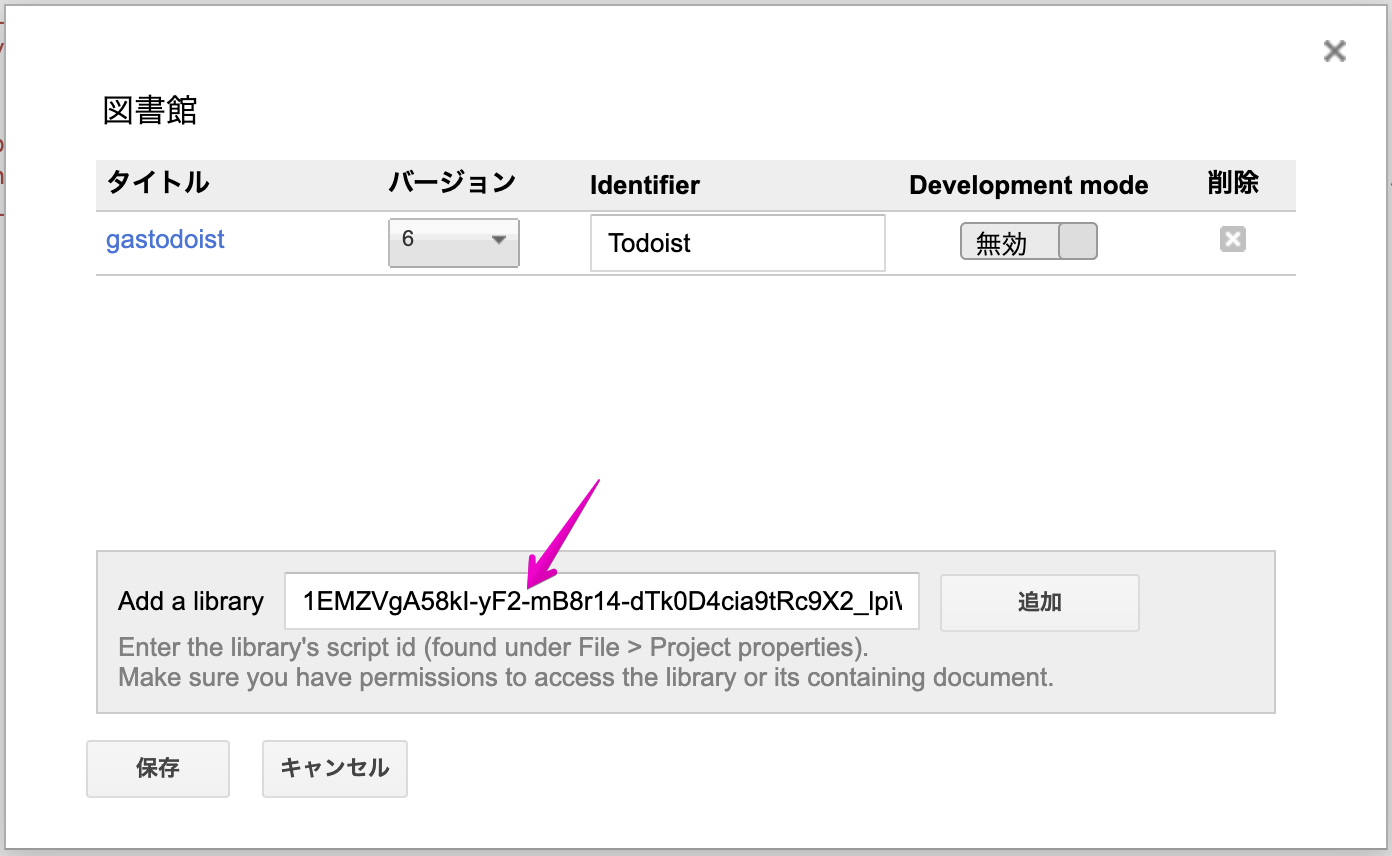 図書館
タイトル バージョン Identifier Development mode 削除
gastodoist 6 Todoist 無効
Add a library 1EMZVgA58kI-yF2-mB8r14-dTk0D4cia9tRc9X2_lpi 追加
Enter the library's script id (found under File > Project properties).
Make sure you have permissions to access the library or its containing document.
保存 キャンセル